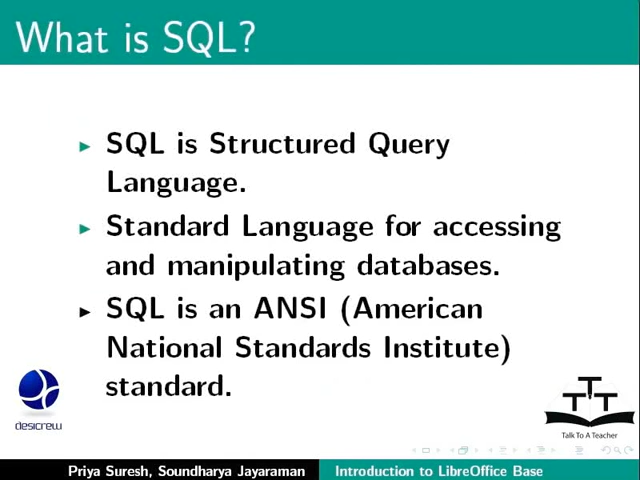 What is SQL?
SQL is Structured Query
Language.
Standard Language for accessing
and manipulating databases.
SQL is an ANSI (American
National Standards Institute)
standard.
desicrew
TTT
Talk To A Teacher
Priya Suresh, Soundharya Jayaraman
Introduction to LibreOffice Base